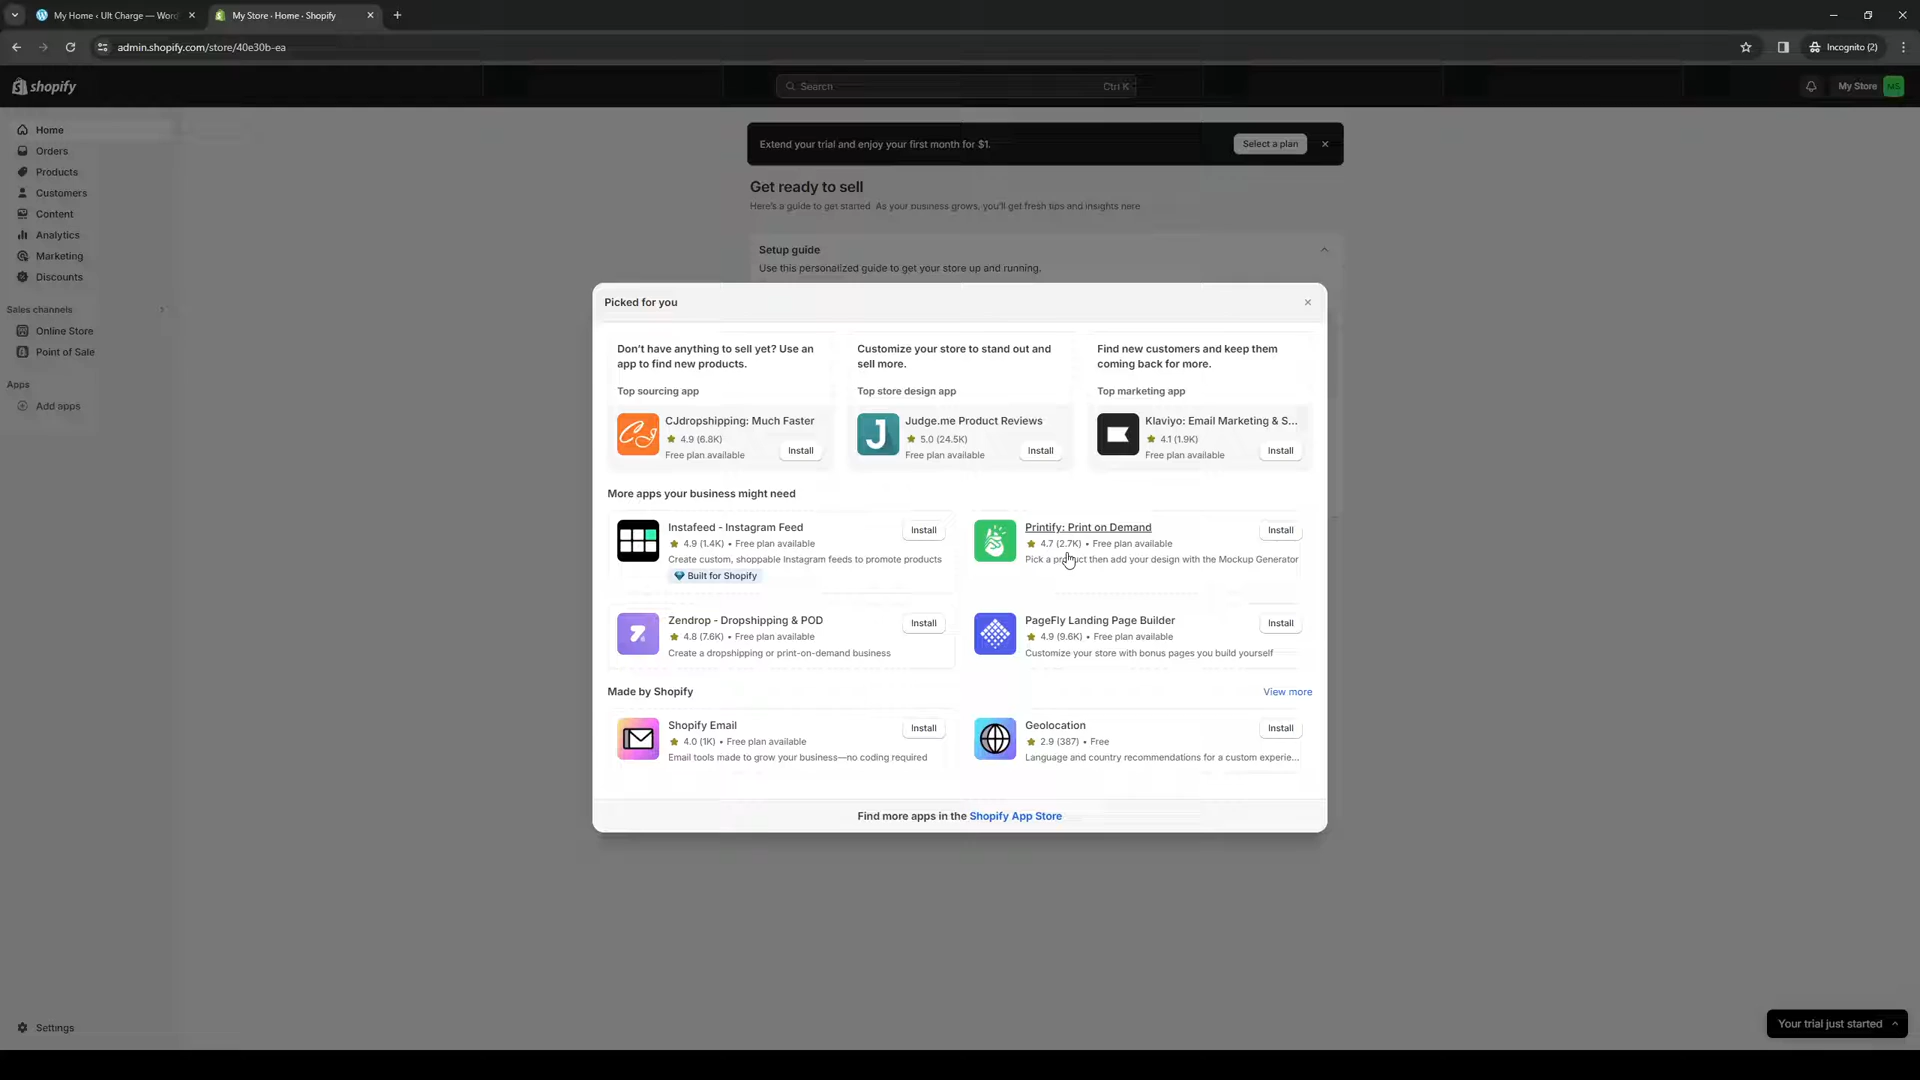 My Home ‹ Ult Charge — Word
My Store · Home · Shopify
admin.shopify.com/store/40e30b-ea
Incognito (2)
shopify
Search
Ctrl K
My Store
MS
Home
Orders
Products
Customers
Content
Analytics
Marketing
Discounts
Sales channels
Online Store
Point of Sale
Apps
Add apps
Settings
Extend your trial and enjoy your first month for $1.
Select a plan
Get ready to sell
Here's a guide to get started. As your business grows, you'll get fresh tips and insights here
Setup guide
Use this personalized guide to get your store up and running.
Picked for you
Don't have anything to sell yet? Use an
app to find new products.
Top sourcing app
CJdropshipping: Much Faster
4.9 (6.8K)
Free plan available
Install
Customize your store to stand out and
sell more.
Top store design app
Judge.me Product Reviews
5.0 (24.5K)
Free plan available
Install
Find new customers and keep them
coming back for more.
Top marketing app
Klaviyo: Email Marketing & S...
4.1 (1.9K)
Free plan available
Install
More apps your business might need
Instafeed - Instagram Feed
4.9 (1.4K) • Free plan available
Create custom, shoppable Instagram feeds to promote products
Built for Shopify
Install
Printify: Print on Demand
4.7 (2.7K) • Free plan available
Pick a product then add your design with the Mockup Generator
Install
Zendrop - Dropshipping & POD
4.8 (7.6K) • Free plan available
Create a dropshipping or print-on-demand business
Install
PageFly Landing Page Builder
4.9 (9.6K) • Free plan available
Customize your store with bonus pages you build yourself
Install
Made by Shopify
View more
Shopify Email
4.0 (1K) • Free plan available
Email tools made to grow your business—no coding required
Install
Geolocation
2.9 (387) • Free
Language and country recommendations for a custom experie...
Install
Find more apps in the Shopify App Store
Your trial just started